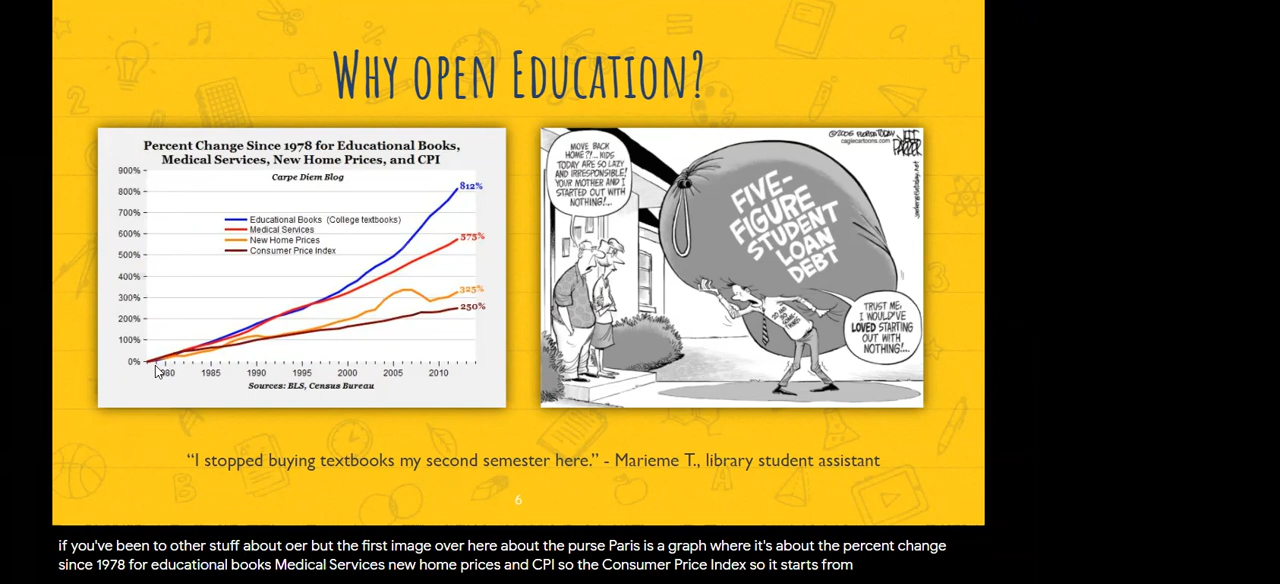 WHY OPEN EDUCATION?
Percent Change Since 1978 for Educational Books,
Medical Services, New Home Prices, and CPI
Carpe Diem Blog
900%
800%
700%
600%
500%
400%
300%
200%
100%
0%
Educational Books (College textbooks)
Medical Services
New Home Prices
Consumer Price Index
812%
575%
325%
250%
1985
1990
1995
2000
2005
2010
Sources: BLS, Census Bureau
MOVE BACK
HOME?!...KIDS
TODAY ARE SO LAZY
AND IRRESPONSIBLE!
YOUR MOTHER AND I
STARTED OUT WITH
NOTHING!...
©2006 FLORIDA TODAY
caglecartoons.com
JEFF
PARKER
FIVE-
FIGURE
STUDENT
LOAN
DEBT
TRUST ME,
I WOULD'VE
LOVED STARTING
OUT WITH
NOTHING!...
“I stopped buying textbooks my second semester here.” - Marieme T., library student assistant
6
if you've been to other stuff about oer but the first image over here about the purse Paris is a graph where it's about the percent change
since 1978 for educational books Medical Services new home prices and CPI so the Consumer Price Index so it starts from